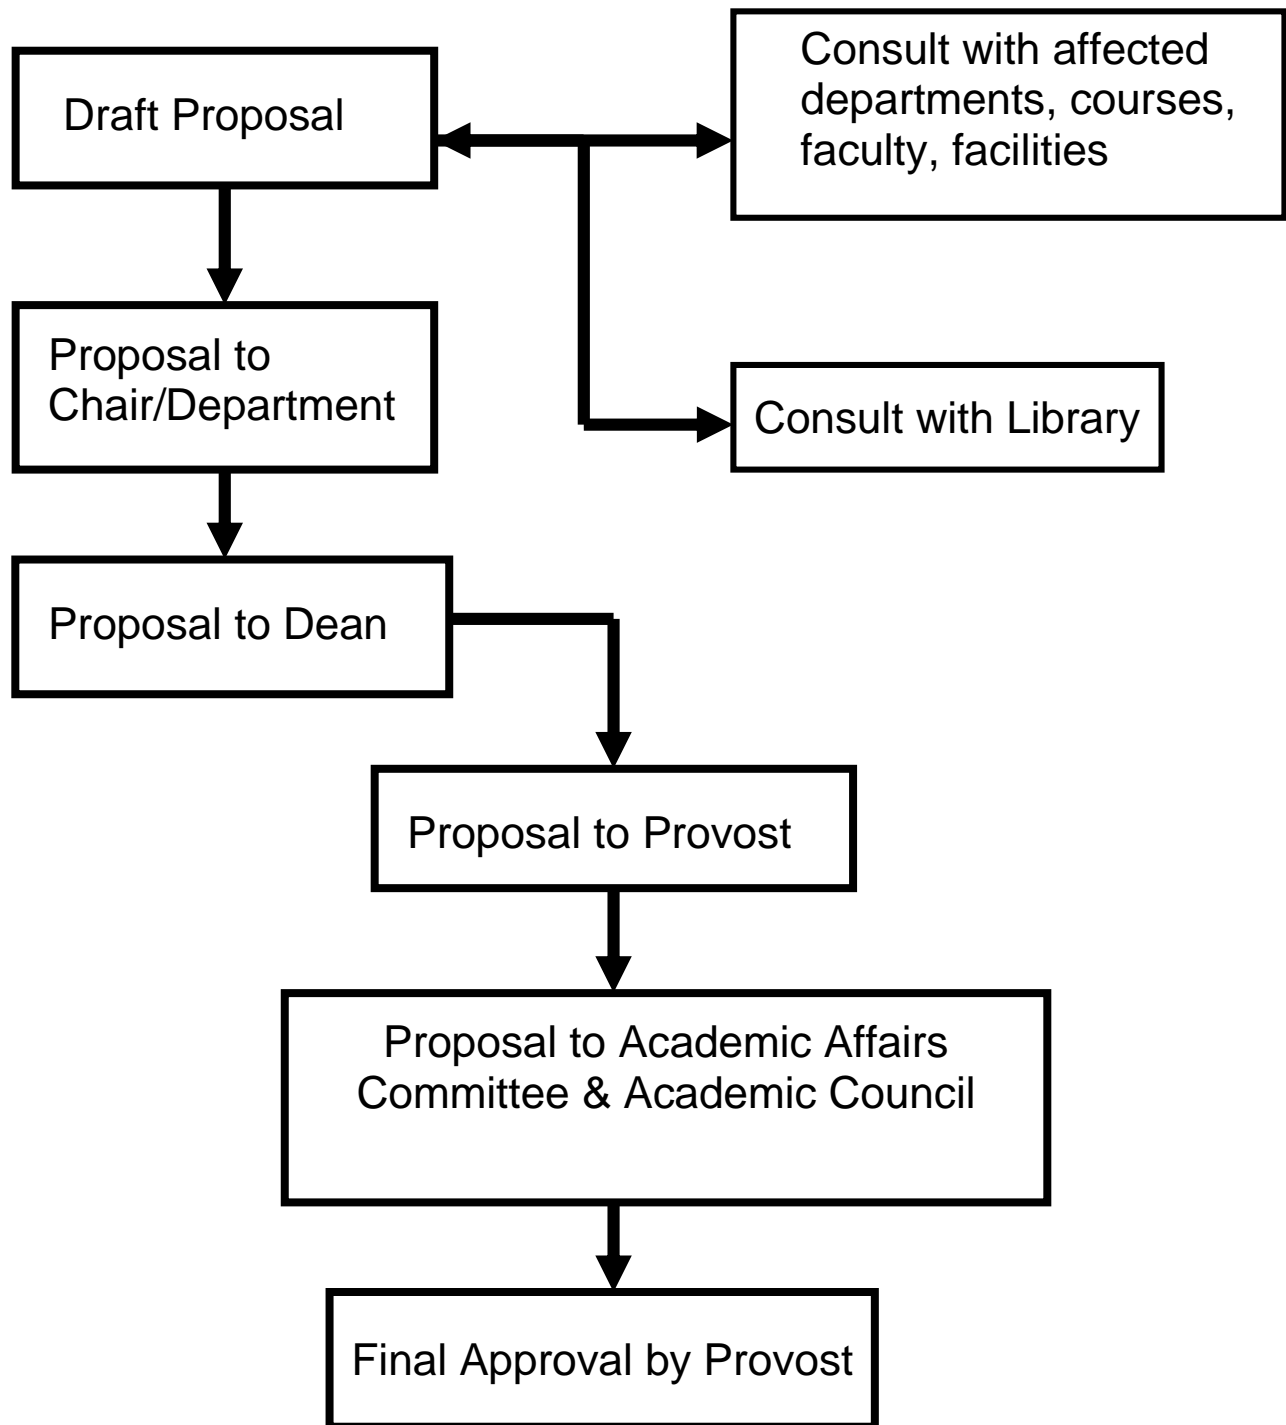 Draft Proposal
Consult with affected
departments, courses,
faculty, facilities
Proposal to
Chair/Department
Consult with Library
Proposal to Dean
Proposal to Provost
Proposal to Academic Affairs
Committee & Academic Council
Final Approval by Provost